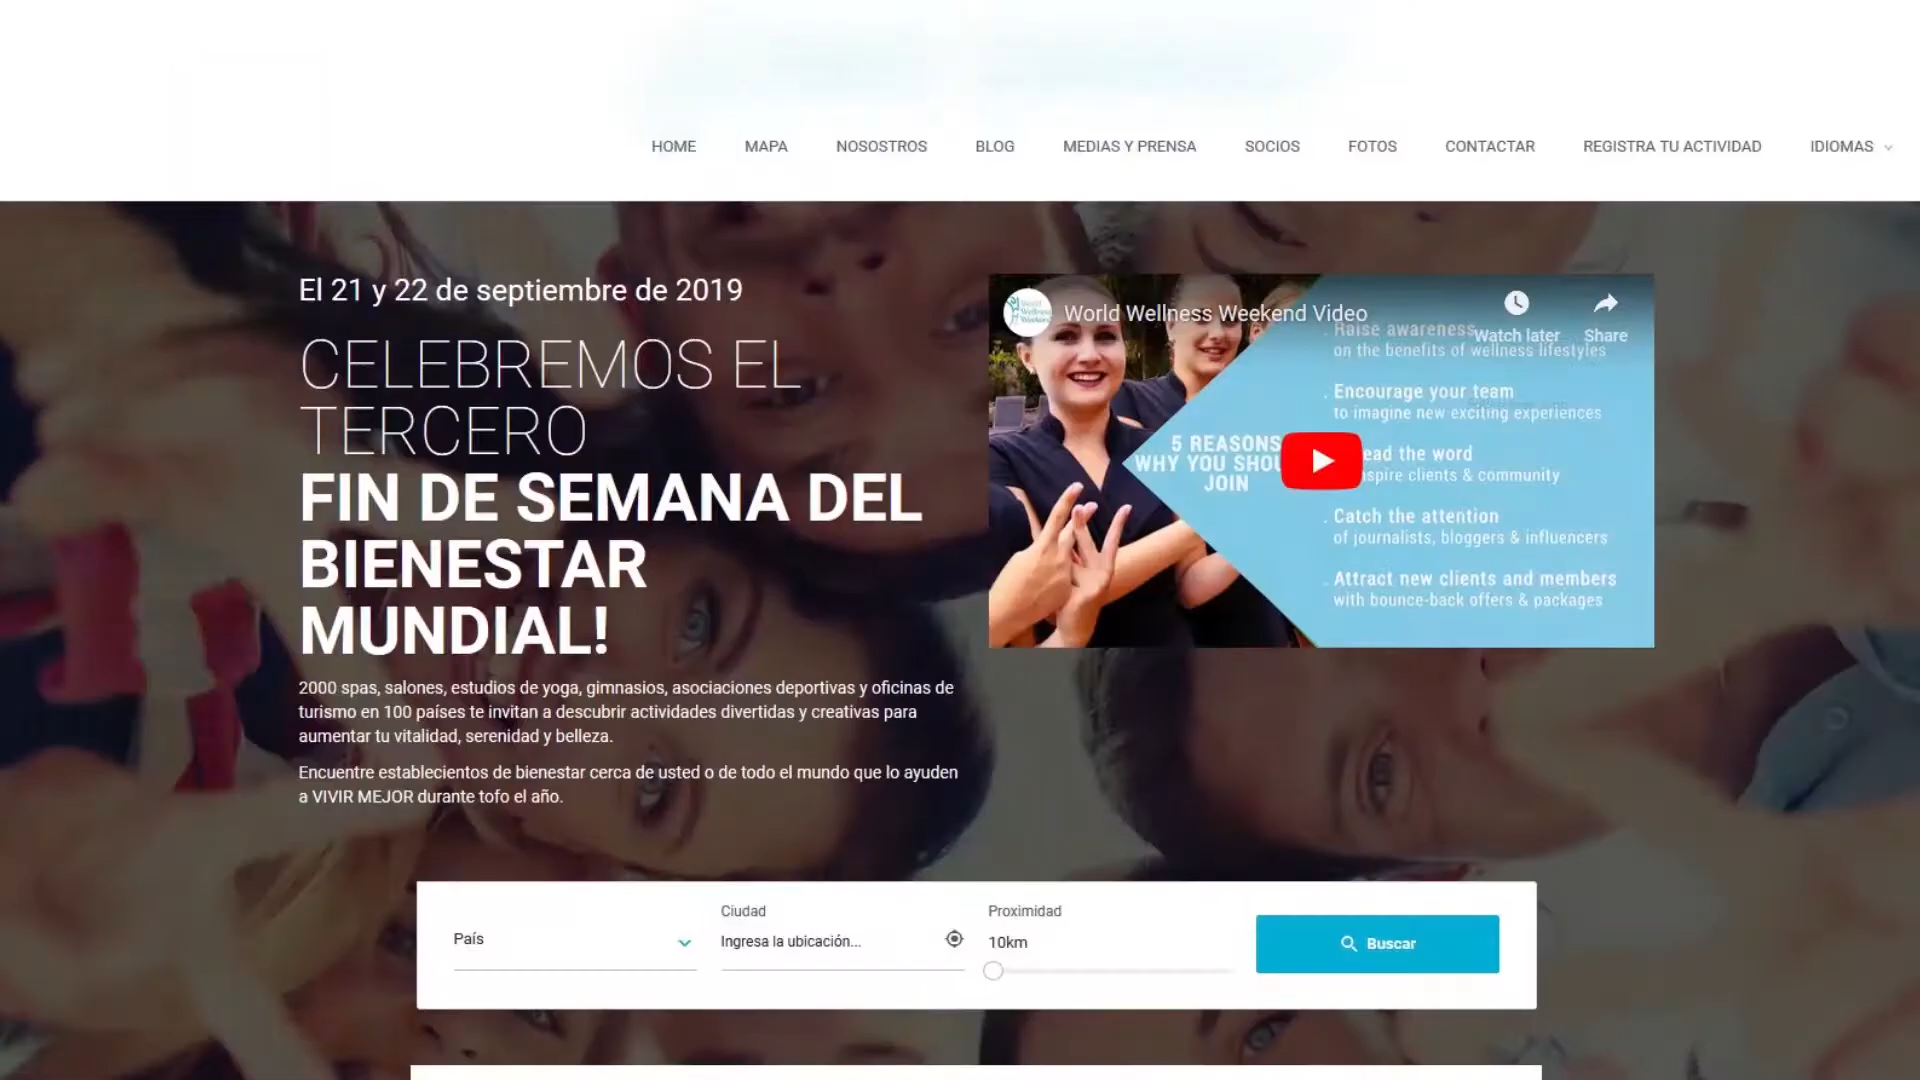 HOME MAPA NOSOSTROS BLOG MEDIAS Y PRENSA SOCIOS FOTOS CONTACTAR REGISTRA TU ACTIVIDAD IDIOMAS
El 21 y 22 de septiembre de 2019
CELEBREMOS EL
TERCERO
FIN DE SEMANA DEL
BIENESTAR
MUNDIAL!
2000 spas, salones, estudios de yoga, gimnasios, asociaciones deportivas y oficinas de
turismo en 100 países te invitan a descubrir actividades divertidas y creativas para
aumentar tu vitalidad, serenidad y belleza.
Encuentre establecientos de bienestar cerca de usted o de todo el mundo que lo ayuden
a VIVIR MEJOR durante tofo el año.
World Wellness Weekend Video
Watch later Share
5 REASONS
WHY YOU SHOU
JOIN
. Raise awareness
on the benefits of wellness lifestyles
. Encourage your team
to imagine new exciting experiences
ead the word
spire clients & community
. Catch the attention
of journalists, bloggers & influencers
. Attract new clients and members
with bounce-back offers & packages
País
Ciudad
Ingresa la ubicación...
Proximidad
10km
Buscar